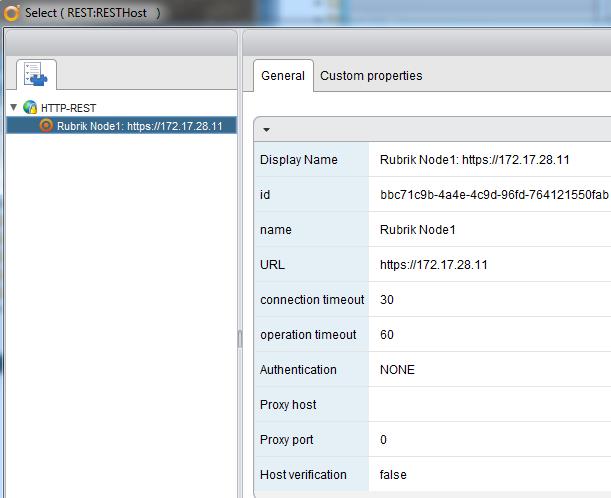 Select ( REST:RESTHost )
General Custom properties
HTTP-REST
Rubrik Node1: https://172.17.28.11
Display Name Rubrik Node1: https://172.17.28.11
id bbc71c9b-4a4e-4c9d-96fd-764121550fab
name Rubrik Node1
URL https://172.17.28.11
connection timeout 30
operation timeout 60
Authentication NONE
Proxy host
Proxy port 0
Host verification false